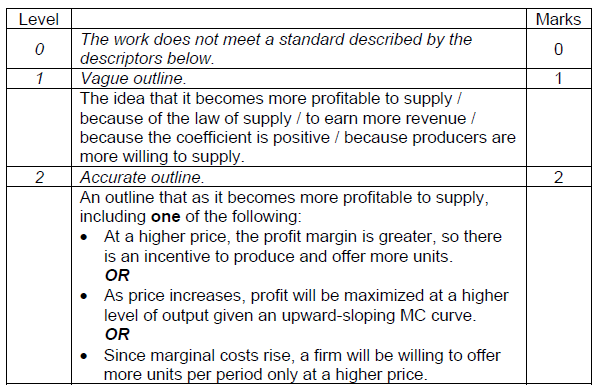 Level Marks
0 The work does not meet a standard described by the 0
descriptors below.
1 Vague outline. 1
The idea that it becomes more profitable to supply /
because of the law of supply / to earn more revenue /
because the coefficient is positive / because producers are
more willing to supply.
2 Accurate outline. 2
An outline that as it becomes more profitable to supply,
including one of the following:
• At a higher price, the profit margin is greater, so there
is an incentive to produce and offer more units.
OR
• As price increases, profit will be maximized at a higher
level of output given an upward-sloping MC curve.
OR
• Since marginal costs rise, a firm will be willing to offer
more units per period only at a higher price.